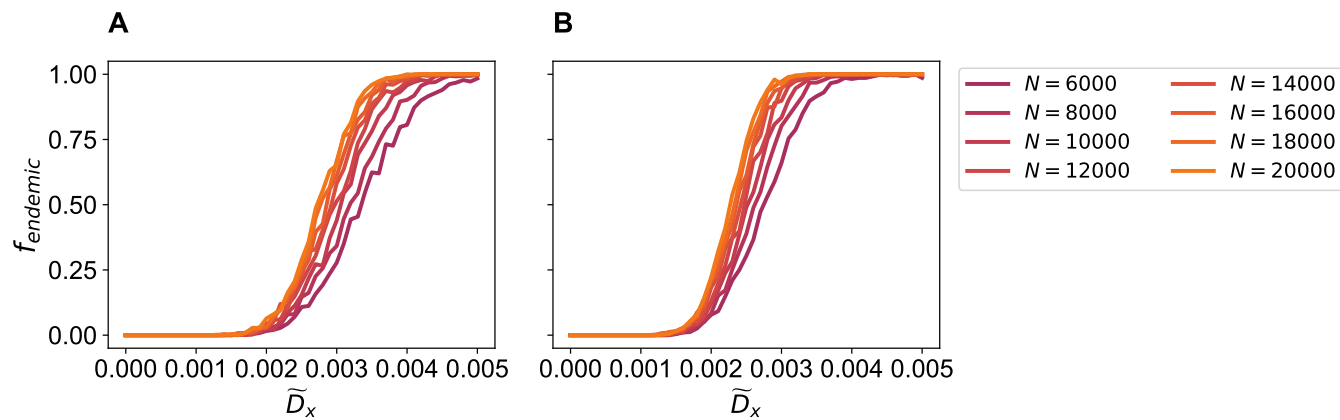 A
B
1.00
0.75
0.50
0.25
0.00
f_endemic
0.000 0.001 0.002 0.003 0.004 0.005
0.000 0.001 0.002 0.003 0.004 0.005
D̃_x
D̃_x
N = 6000
N = 8000
N = 10000
N = 12000
N = 14000
N = 16000
N = 18000
N = 20000